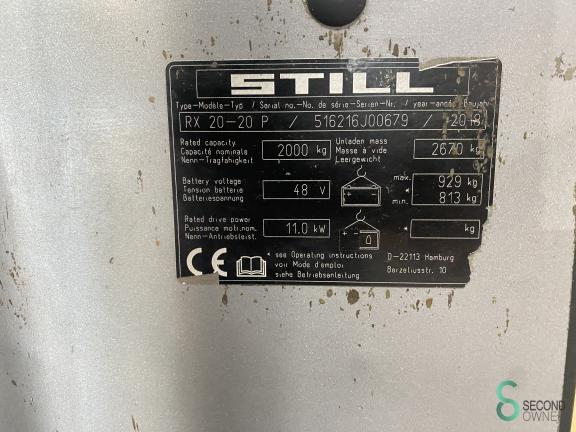 STILL
Type-Modèle-Typ / Serial no.-No. de série-Serien-Nr. / year-année-Baujahr
RX 20-20 P / 516216J00679 /
Rated capacity
Capacité nominale
Nenn-Tragfähigkeit
2000 kg
Unladen mass
Masse à vide
Leergewicht
2670 kg
Battery voltage
Tension batterie
Batteriespannung
48 V
max. 929 kg
min. 813 kg
Rated drive power
Puissance motri.nom.
Nenn-Antriebsleist.
11.0 kW
kg
CE
see Operating instructions
voir Mode d'emploi
siehe Betriebsanleitung
D-22113 Hamburg
Berzeliusstr. 10
SECOND
OWNER